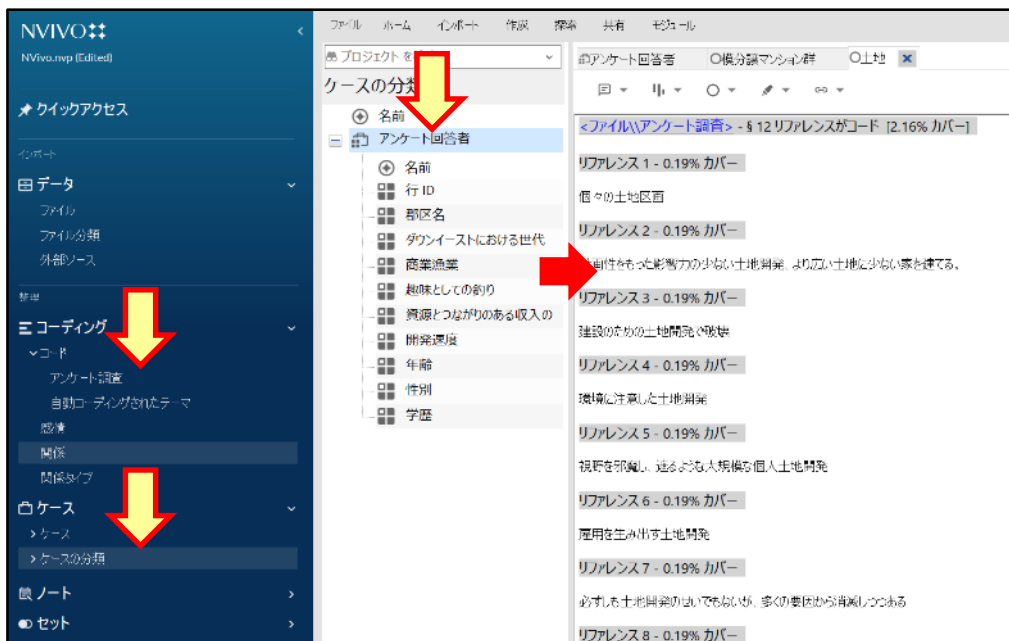 NVIVO
NVivo.nvp (Edited)
クイックアクセス
インポート
データ
ファイル
ファイル分類
外部ソース
整理
コーディング
コード
アンケート調査
自動コーディングされたテーマ
感情
関係
関係タイプ
ケース
ケース
ケースの分類
ノート
セット
ファイル ホーム インポート 作成 探索 共有 モジュール
プロジェクト を
ケースの分類
名前
アンケート回答者
名前
行 ID
郡区名
ダウンイーストにおける世代
商業漁業
趣味としての釣り
資源とつながりのある収入の
開発速度
年齢
性別
学歴
アンケート回答者 模分譲マンション群 土地
<ファイル\\アンケート調査> - § 12 リファレンスがコード [2.16% カバー]
リファレンス 1 - 0.19% カバー
個々の土地区画
リファレンス 2 - 0.19% カバー
画性をもった影響力の少ない土地開発、より広い土地に少ない家を建てる。
リファレンス 3 - 0.19% カバー
建設のための土地開発で破壊
リファレンス 4 - 0.19% カバー
環境に注意した土地開発
リファレンス 5 - 0.19% カバー
視野を邪魔し、遮るような大規模な個人土地開発
リファレンス 6 - 0.19% カバー
雇用を生み出す土地開発
リファレンス 7 - 0.19% カバー
必ずしも土地開発のせいでもないが、多くの要因から消滅しつつある
リファレンス 8 - 0.19% カバー